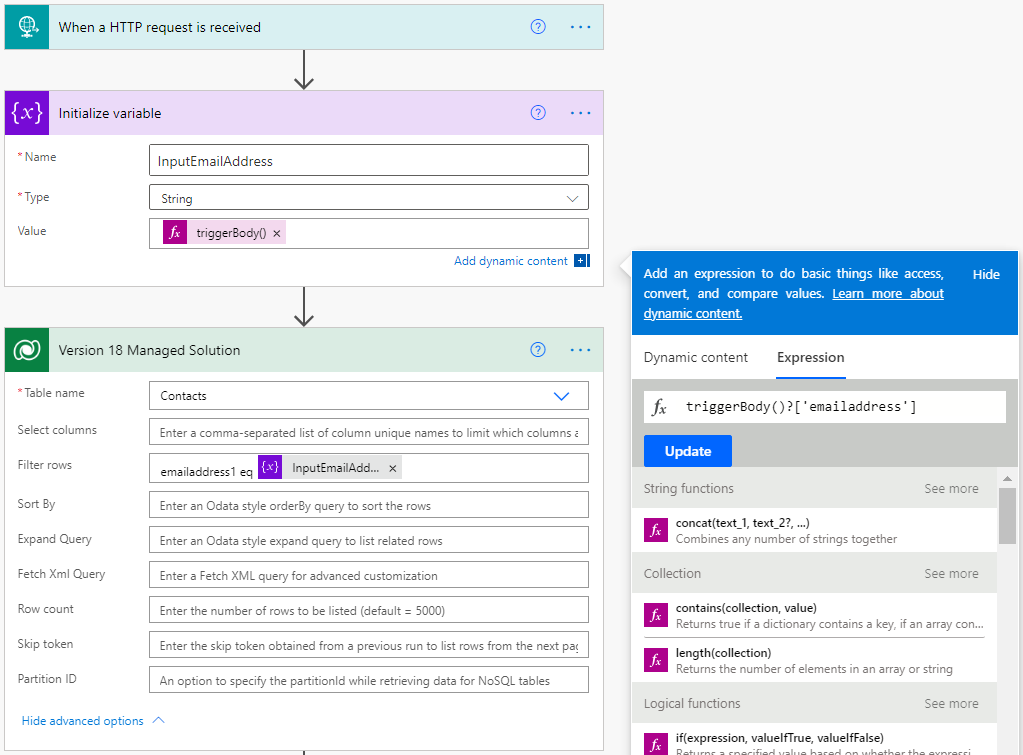 When a HTTP request is received
?
...
{x}
Initialize variable
?
...
* Name
InputEmailAddress
* Type
String
Value
fx triggerBody() ×
Add dynamic content +
Version 18 Managed Solution
?
...
* Table name
Contacts
Select columns
Enter a comma-separated list of column unique names to limit which columns a
Filter rows
emailaddress1 eq {x} InputEmailAdd... ×
Sort By
Enter an Odata style orderBy query to sort the rows
Expand Query
Enter an Odata style expand query to list related rows
Fetch Xml Query
Enter a Fetch XML query for advanced customization
Row count
Enter the number of rows to be listed (default = 5000)
Skip token
Enter the skip token obtained from a previous run to list rows from the next pag
Partition ID
An option to specify the partitionId while retrieving data for NoSQL tables
Hide advanced options
Add an expression to do basic things like access,
Hide
convert, and compare values. Learn more about
dynamic content.
Dynamic content
Expression
fx triggerBody()?['emailaddress']
Update
String functions
See more
fx concat(text_1, text_2?, ...)
Combines any number of strings together
Collection
See more
fx contains(collection, value)
Returns true if a dictionary contains a key, if an array con...
fx length(collection)
Returns the number of elements in an array or string
Logical functions
See more
fx if(expression, valueIfTrue, valueIfFalse)
Returns a specified value based on whether the expressi...